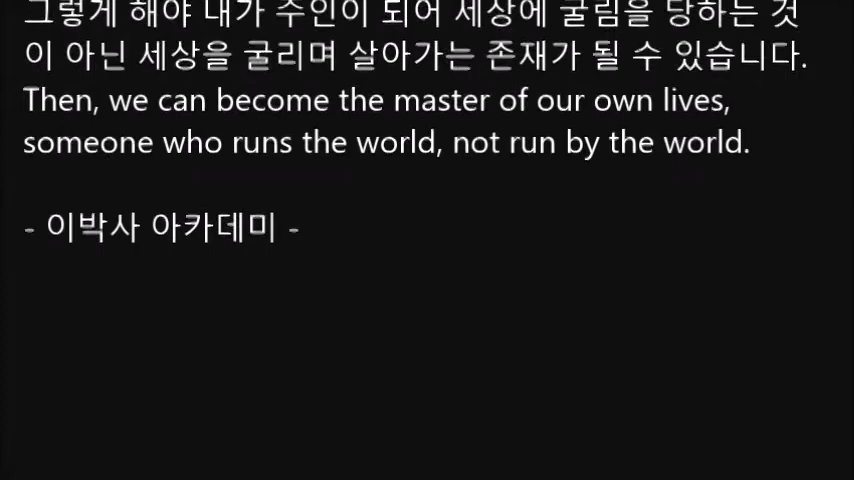 그렇게 해야 내가 주인이 되어 세상에 굴림을 당하는 것
이 아닌 세상을 굴리며 살아가는 존재가 될 수 있습니다.
Then, we can become the master of our own lives,
someone who runs the world, not run by the world.
- 이박사 아카데미 -